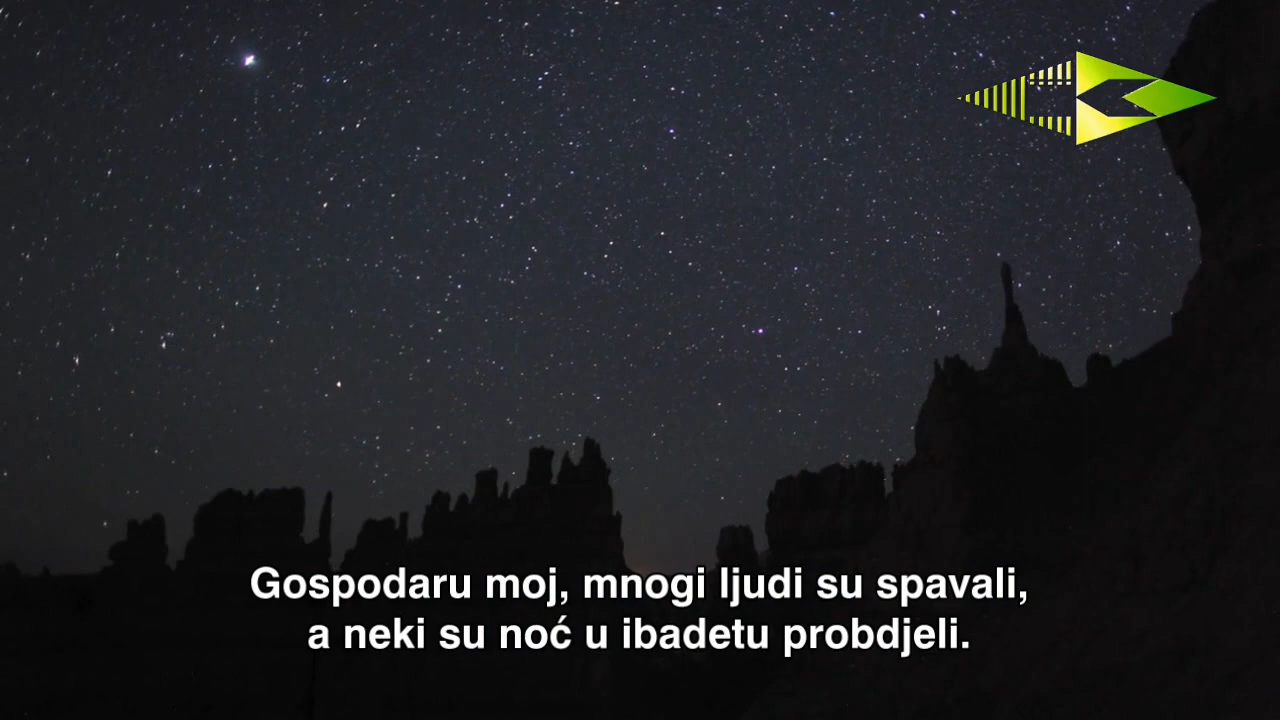 Gospodaru moj, mnogi ljudi su spavali,
a neki su noć u ibadetu probdjeli.